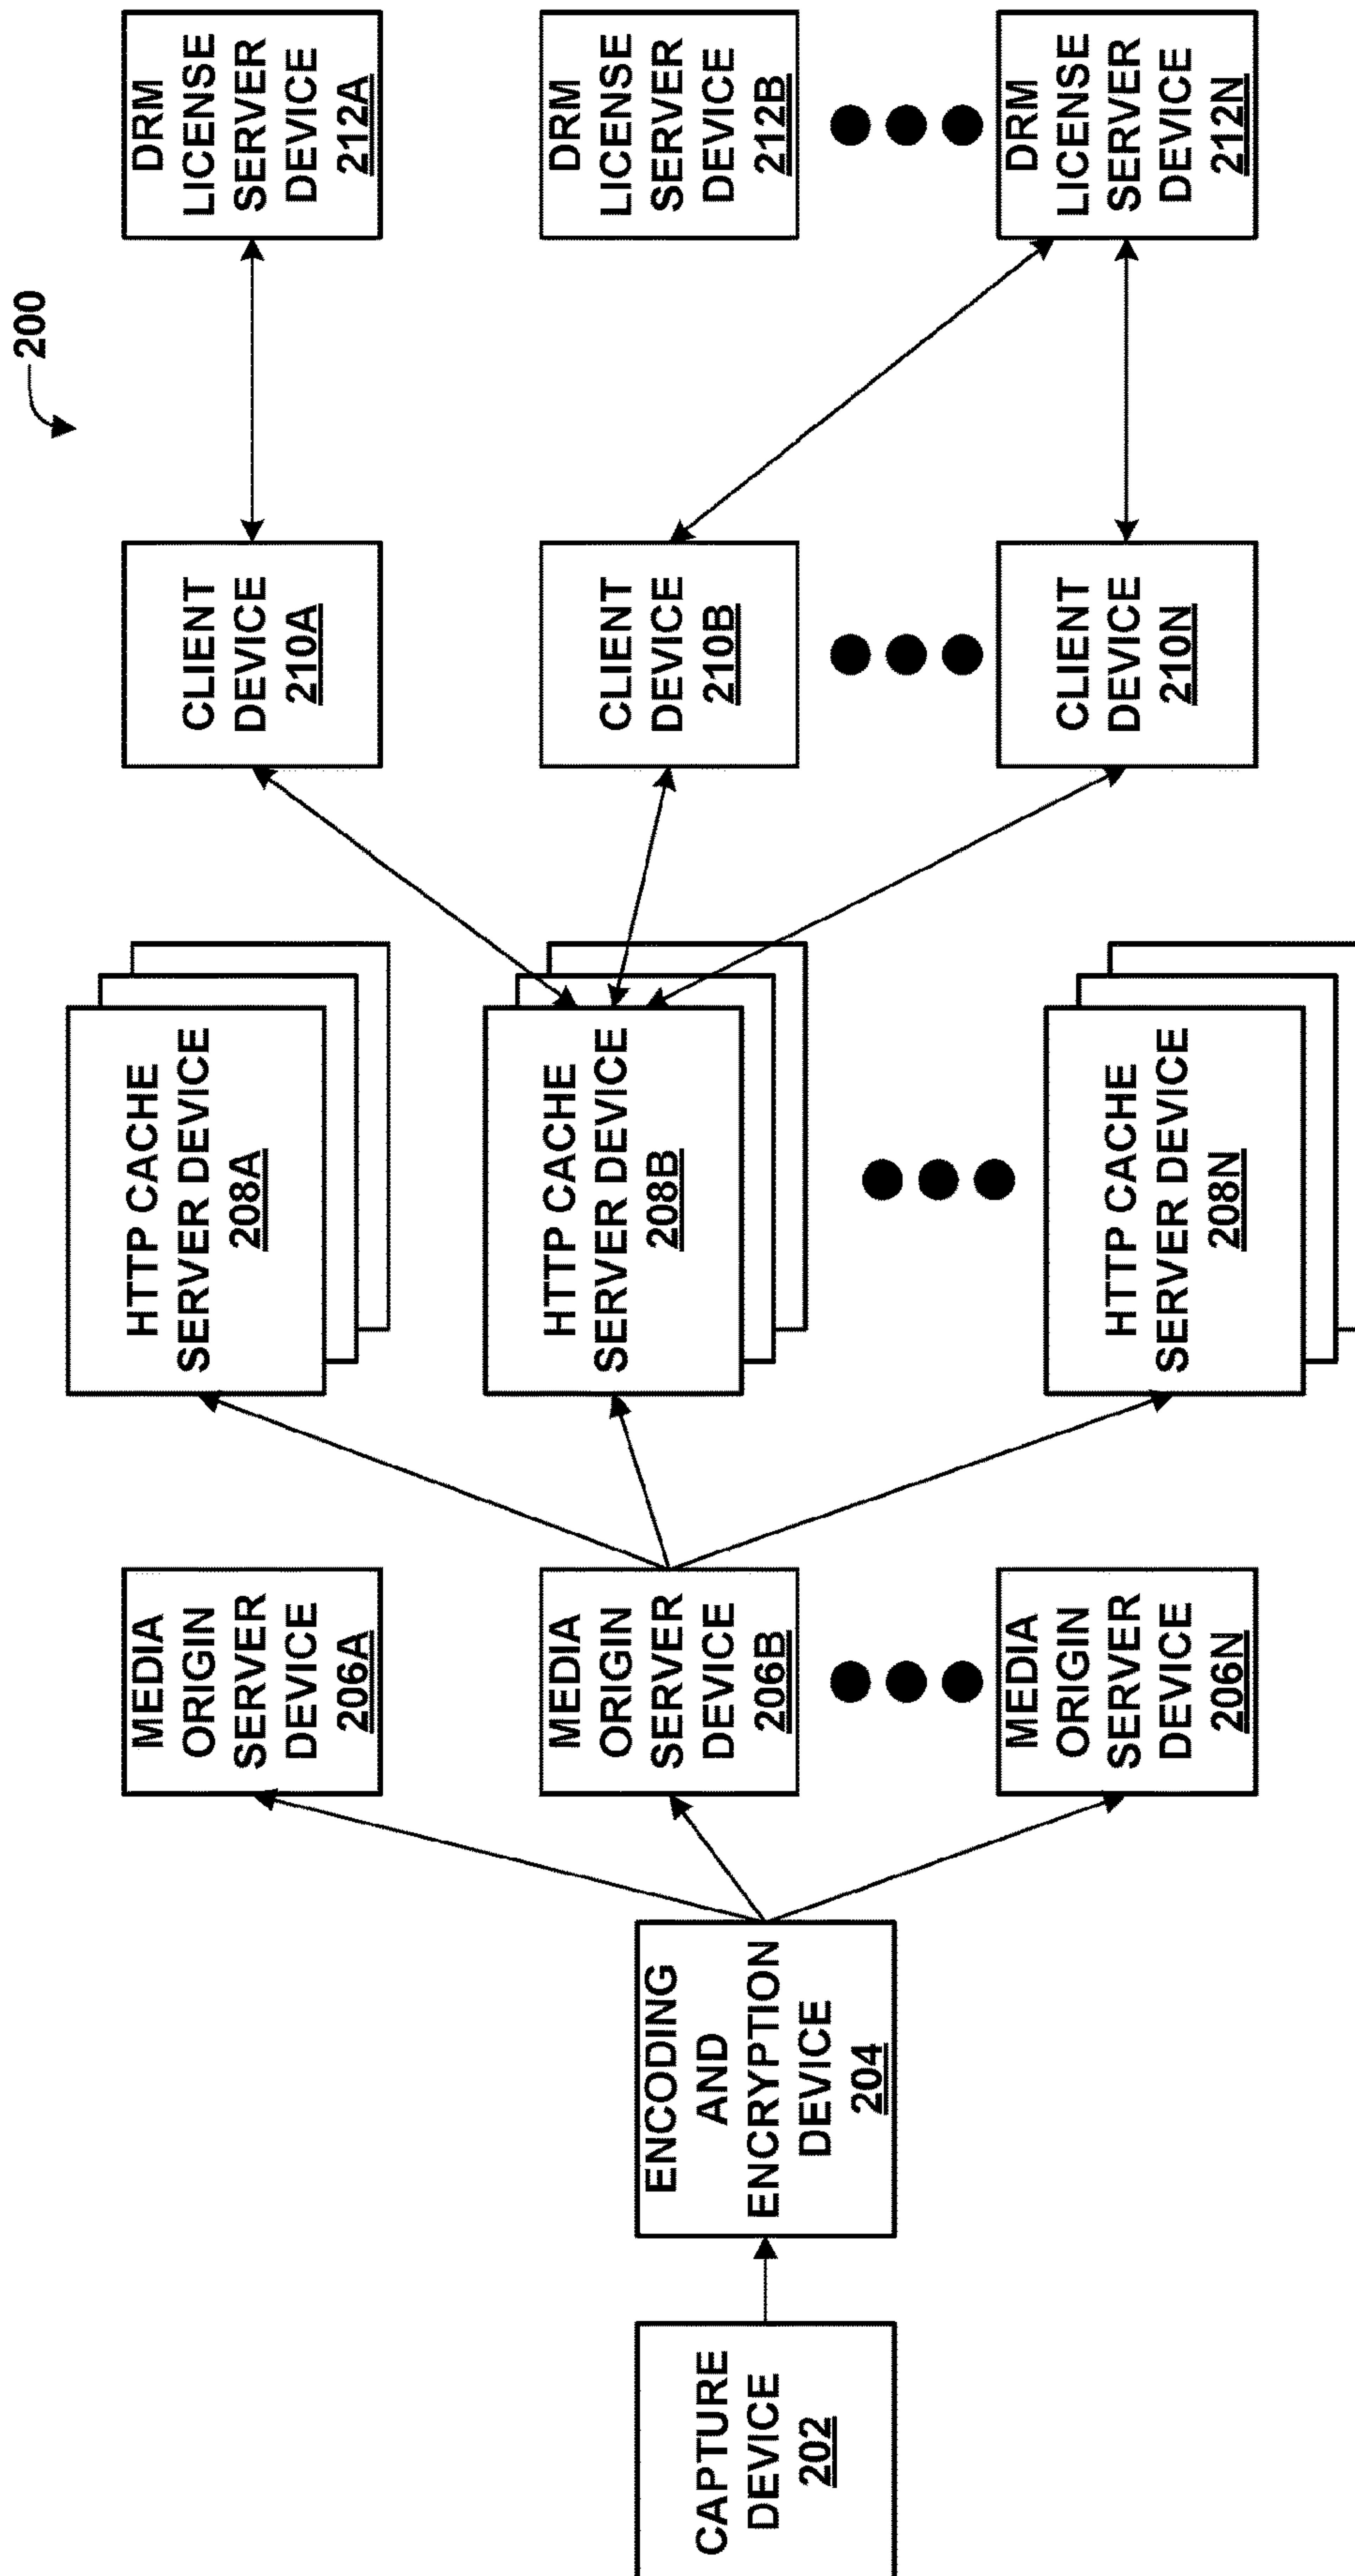 200
CAPTURE
DEVICE
202
ENCODING
AND
ENCRYPTION
DEVICE
204
MEDIA
ORIGIN
SERVER
DEVICE
206A
MEDIA
ORIGIN
SERVER
DEVICE
206B
MEDIA
ORIGIN
SERVER
DEVICE
206N
HTTP CACHE
SERVER DEVICE
208A
HTTP CACHE
SERVER DEVICE
208B
HTTP CACHE
SERVER DEVICE
208N
CLIENT
DEVICE
210A
CLIENT
DEVICE
210B
CLIENT
DEVICE
210N
DRM
LICENSE
SERVER
DEVICE
212A
DRM
LICENSE
SERVER
DEVICE
212B
DRM
LICENSE
SERVER
DEVICE
212N